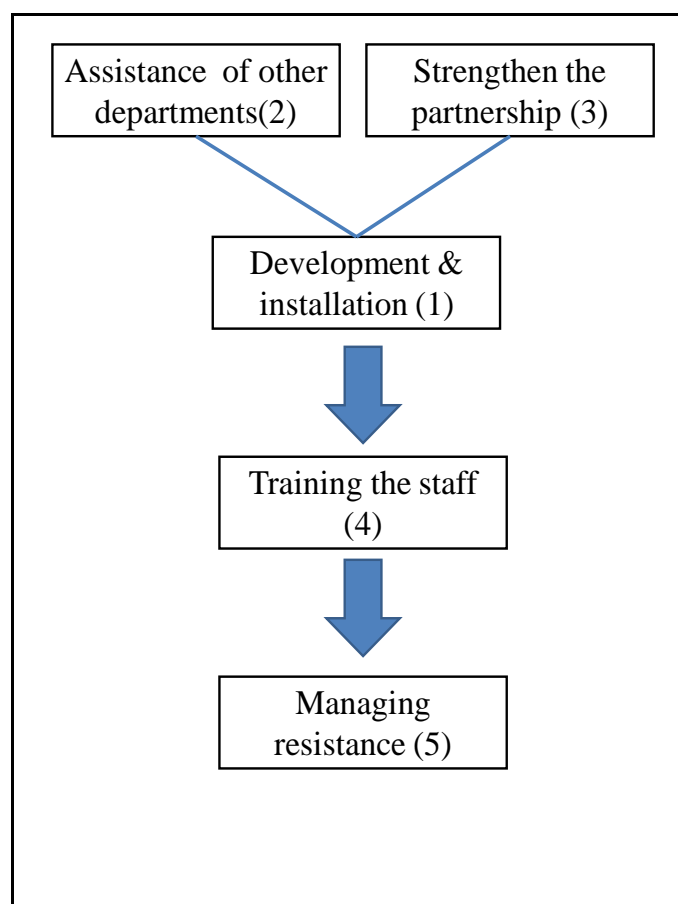 Assistance of other
departments(2)
Strengthen the
partnership (3)
Development &
installation (1)
Training the staff
(4)
Managing
resistance (5)